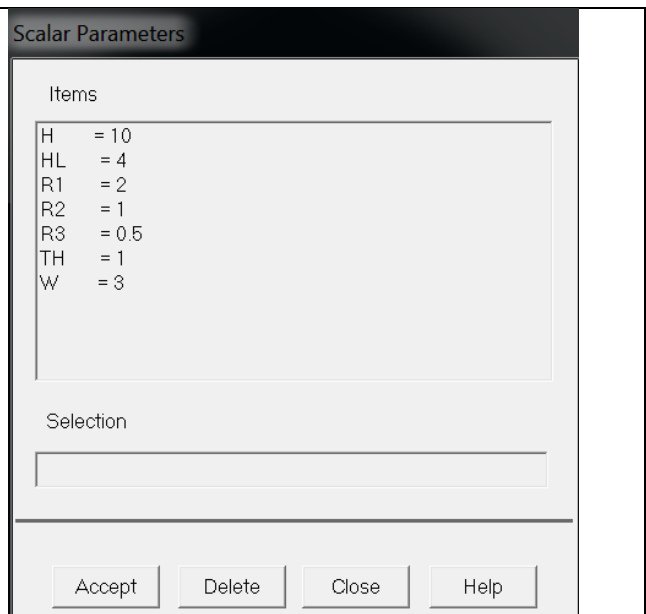 Scalar Parameters
Items
H = 10
HL = 4
R1 = 2
R2 = 1
R3 = 0.5
TH = 1
W = 3
Selection
Accept Delete Close Help